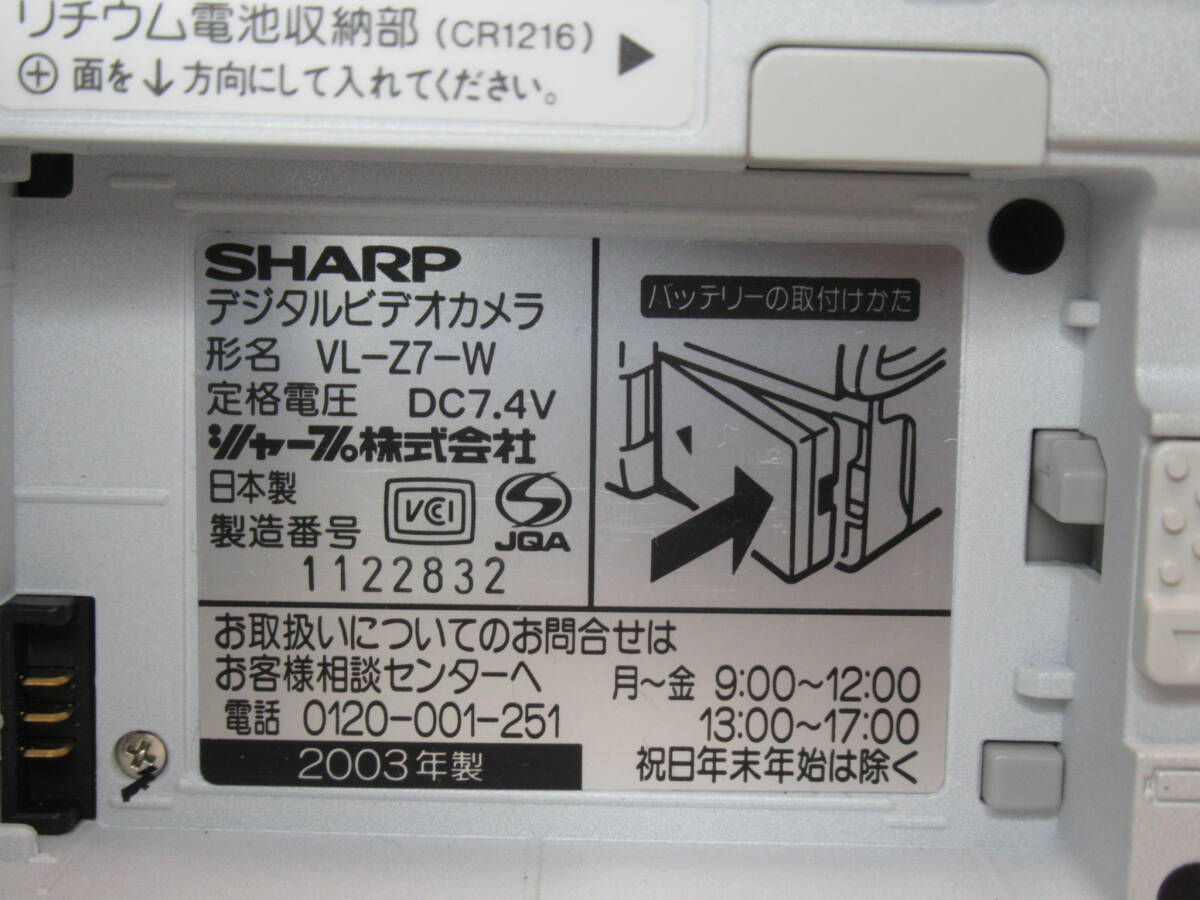 リチウム電池収納部 (CR1216) ▶
⊕ 面を↓方向にして入れてください。
SHARP
デジタルビデオカメラ
形名 VL-Z7-W
定格電圧 DC7.4V
シャープ株式会社
日本製
VCI
JQA
製造番号
1122832
バッテリーの取付けかた
お取扱いについてのお問合せは
お客様相談センターへ
電話 0120-001-251
月～金 9:00～12:00
13:00～17:00
祝日年末年始は除く
2003年製